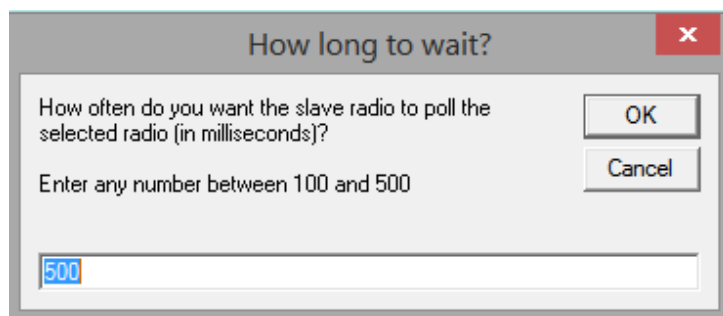 How long to wait?
x
How often do you want the slave radio to poll the
selected radio (in milliseconds)?
OK
Cancel
Enter any number between 100 and 500
500